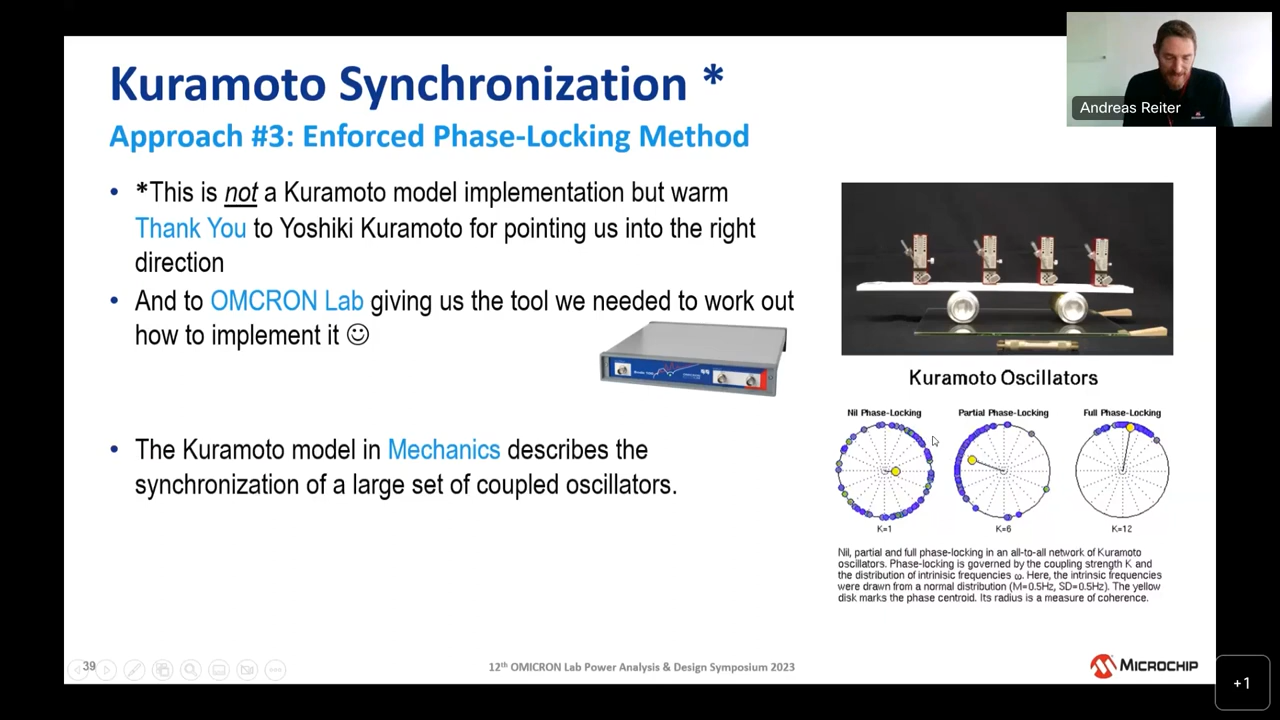 Kuramoto Synchronization *
Approach #3: Enforced Phase-Locking Method
Andreas Reiter
• *This is not a Kuramoto model implementation but warm
Thank You to Yoshiki Kuramoto for pointing us into the right
direction
• And to OMCRON Lab giving us the tool we needed to work out
how to implement it ☺
• The Kuramoto model in Mechanics describes the
synchronization of a large set of coupled oscillators.
Kuramoto Oscillators
Nil Phase-Locking Partial Phase-Locking Full Phase-Locking
K=1 K=6 K=12
Nil, partial and full phase-locking in an all-to-all network of Kuramoto
oscillators. Phase-locking is governed by the coupling strength K and
the distribution of intrinisic frequencies ω. Here, the intrinsic frequencies
were drawn from a normal distribution (M=0.5Hz, SD=0.5Hz). The yellow
disk marks the phase centroid. Its radius is a measure of coherence.
39
12th OMICRON Lab Power Analysis & Design Symposium 2023
MICROCHIP
+1